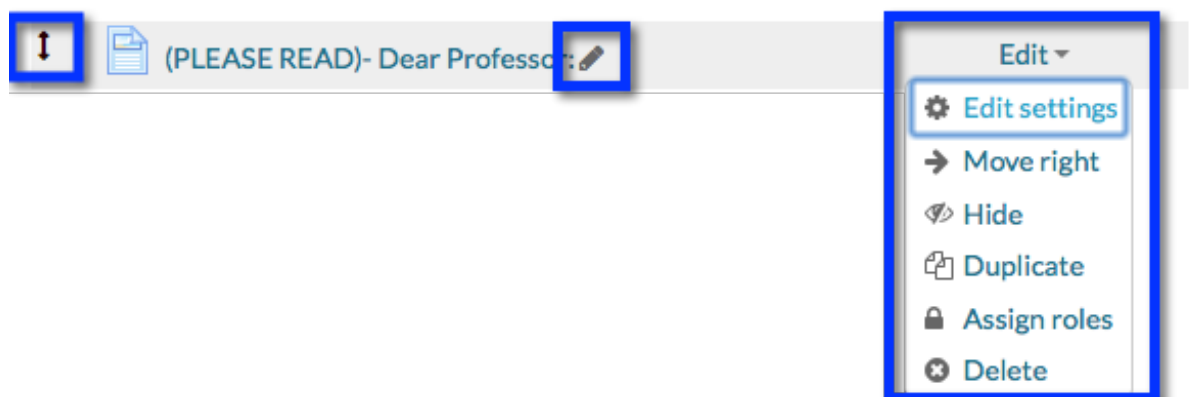 (PLEASE READ)- Dear Professor:
Edit
Edit settings
Move right
Hide
Duplicate
Assign roles
Delete